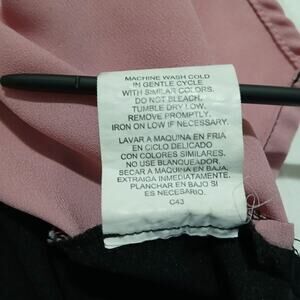 MACHINE WASH COLD
IN GENTLE CYCLE
WITH SIMILAR COLORS.
DO NOT BLEACH.
TUMBLE DRY LOW.
REMOVE PROMPTLY.
IRON ON LOW IF NECESSARY.
LAVAR A MAQUINA EN FRIA
EN CICLO DELICADO
CON COLORES SIMILARES.
NO USE BLANQUEADOR.
SECAR A MAQUINA EN BAJA.
EXTRAIGA INMEDIATAMENTE.
PLANCHAR EN BAJO SI
ES NECESARIO.
C43